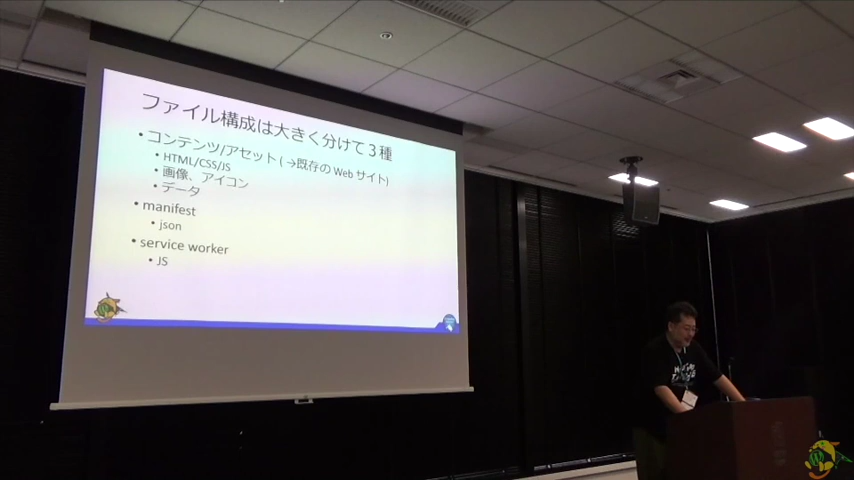 ファイル構成は大きく分けて３種
•コンテンツ/アセット ( →既存の Web サイト)
•HTML/CSS/JS
•画像、アイコン
•データ
•manifest
•json
•service worker
•JS